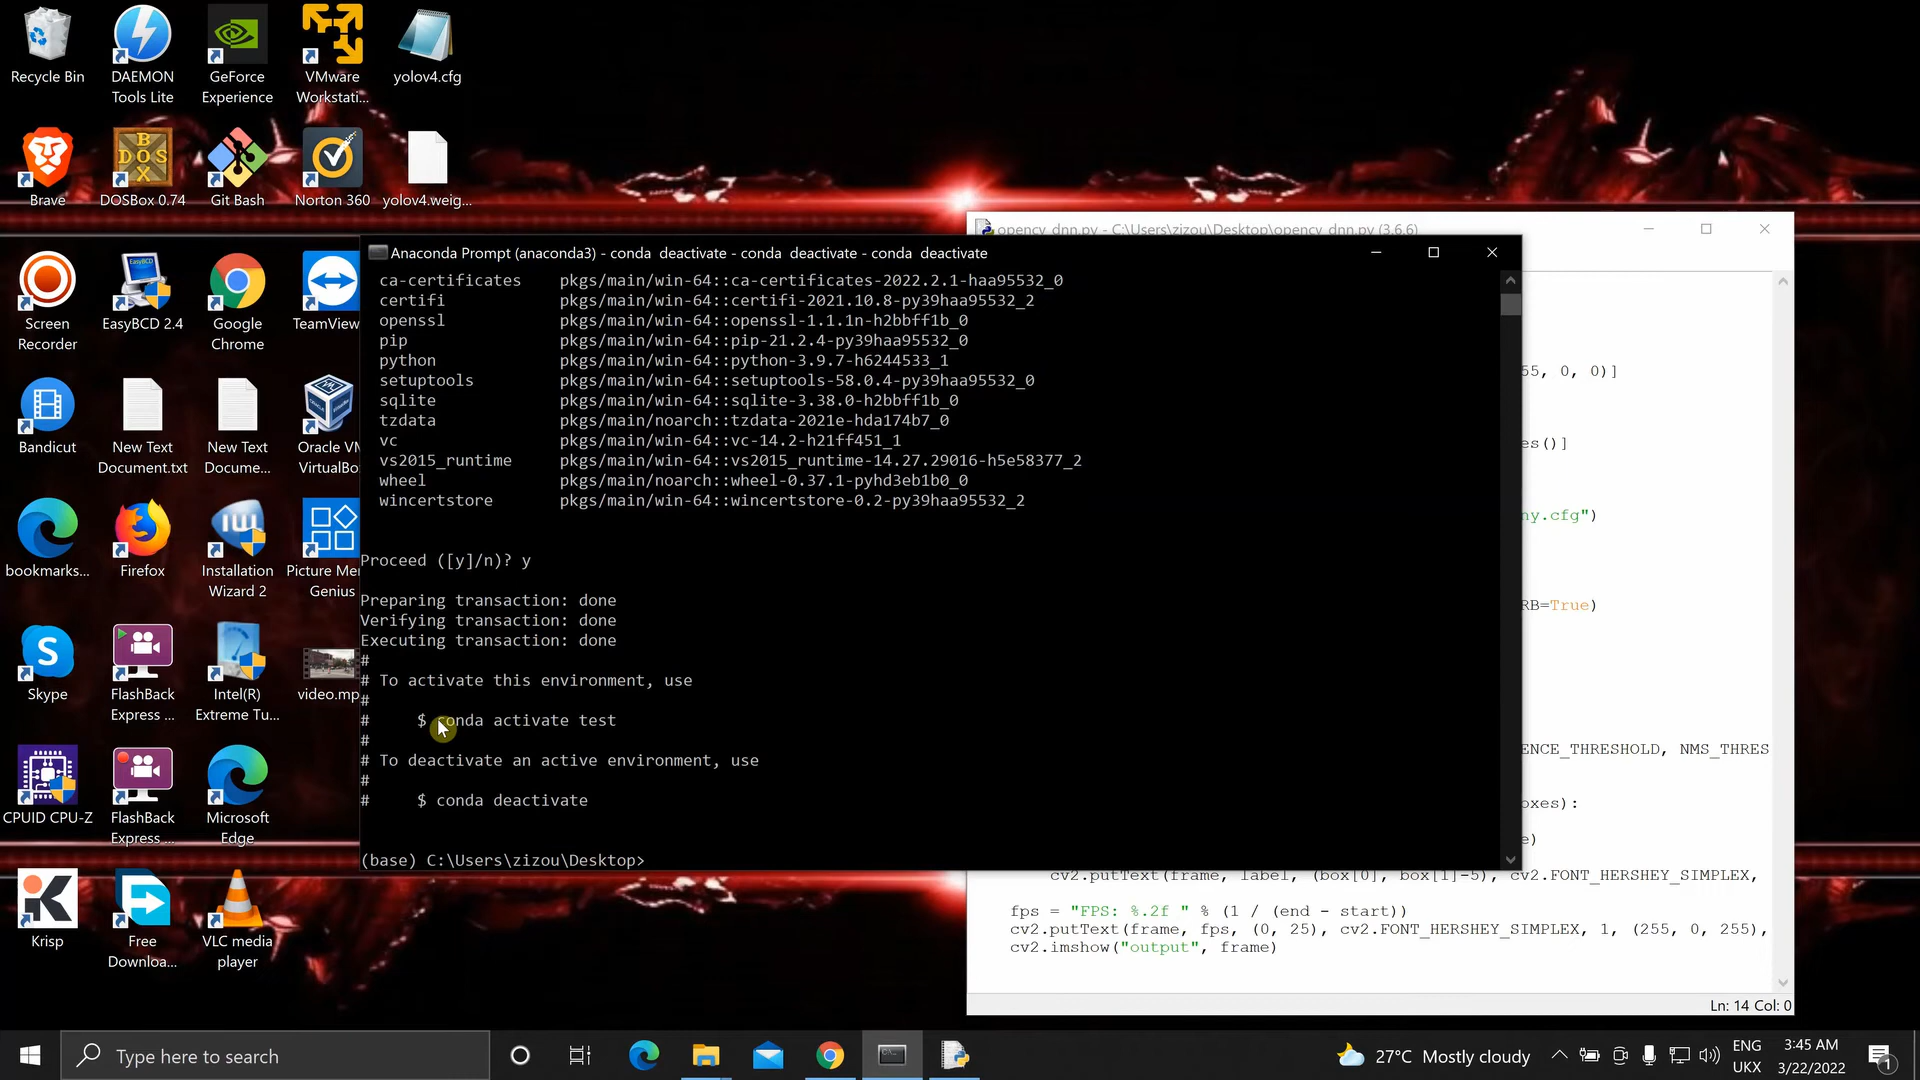 Recycle Bin
DAEMON
Tools Lite
GeForce
Experience
VMware
Workstati...
yolov4.cfg
Brave
DOSBox 0.74
Git Bash
Norton 360
yolov4.weig...
Screen
Recorder
EasyBCD 2.4
Google
Chrome
TeamView
Bandicut
New Text
Document.txt
New Text
Docume...
Oracle VM
VirtualBo
bookmarks...
Firefox
Installation
Wizard 2
Picture Me
Genius
Skype
FlashBack
Express ...
Intel(R)
Extreme Tu...
video.mp
CPUID CPU-Z
FlashBack
Express ...
Microsoft
Edge
Krisp
Free
Downloa...
VLC media
player
Anaconda Prompt (anaconda3) - conda  deactivate - conda  deactivate - conda  deactivate
ca-certificates    pkgs/main/win-64::ca-certificates-2022.2.1-haa95532_0
certifi            pkgs/main/win-64::certifi-2021.10.8-py39haa95532_2
openssl            pkgs/main/win-64::openssl-1.1.1n-h2bbff1b_0
pip                pkgs/main/win-64::pip-21.2.4-py39haa95532_0
python             pkgs/main/win-64::python-3.9.7-h6244533_1
setuptools         pkgs/main/win-64::setuptools-58.0.4-py39haa95532_0
sqlite             pkgs/main/win-64::sqlite-3.38.0-h2bbff1b_0
tzdata             pkgs/main/noarch::tzdata-2021e-hda174b7_0
vc                 pkgs/main/win-64::vc-14.2-h21ff451_1
vs2015_runtime     pkgs/main/win-64::vs2015_runtime-14.27.29016-h5e58377_2
wheel              pkgs/main/noarch::wheel-0.37.1-pyhd3eb1b0_0
wincertstore       pkgs/main/win-64::wincertstore-0.2-py39haa95532_2
Proceed ([y]/n)? y
Preparing transaction: done
Verifying transaction: done
Executing transaction: done
#
# To activate this environment, use
#
#     $ conda activate test
#
# To deactivate an active environment, use
#
#     $ conda deactivate
(base) C:\Users\zizou\Desktop>
opencv_dnn.py - C:\Users\zizou\Desktop\opencv_dnn.py (3.6.6)
55, 0, 0)]
es()]
ny.cfg")
RB=True)
ENCE_THRESHOLD, NMS_THRES
oxes):
e)
cv2.putText(frame, label, (box[0], box[1]-5), cv2.FONT_HERSHEY_SIMPLEX,
fps = "FPS: %.2f " % (1 / (end - start))
cv2.putText(frame, fps, (0, 25), cv2.FONT_HERSHEY_SIMPLEX, 1, (255, 0, 255),
cv2.imshow("output", frame)
Ln: 14 Col: 0
Type here to search
27°C Mostly cloudy
ENG
UKX
3:45 AM
3/22/2022
1